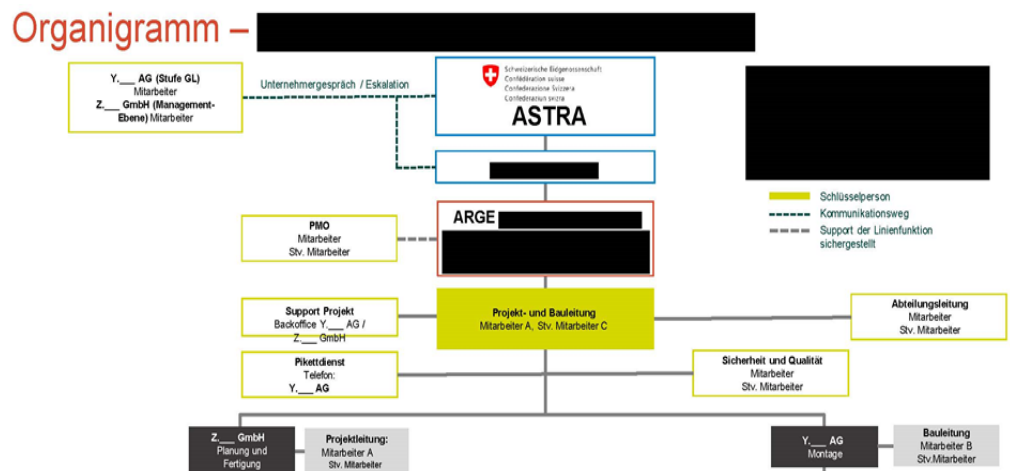 Organigramm –
Y.___ AG (Stufe GL)
Mitarbeiter
Z.___ GmbH (Management-
Ebene) Mitarbeiter
Unternehmergespräch / Eskalation
Schweizerische Eidgenossenschaft
Confédération suisse
Confederazione Svizzera
Confederaziun svizra
ASTRA
Schlüsselperson
Kommunikationsweg
Support der Linienfunktion
sichergestellt
PMO
Mitarbeiter
Stv. Mitarbeiter
ARGE
Support Projekt
Backoffice Y.___ AG /
Z.___ GmbH
Projekt- und Bauleitung
Mitarbeiter A, Stv. Mitarbeiter C
Abteilungsleitung
Mitarbeiter
Stv. Mitarbeiter
Pikettdienst
Telefon:
Y.___ AG
Sicherheit und Qualität
Mitarbeiter
Stv. Mitarbeiter
Z.___ GmbH
Planung und
Fertigung
Projektleitung:
Mitarbeiter A
Stv. Mitarbeiter
Y.___ AG
Montage
Bauleitung
Mitarbeiter B
Stv.Mitarbeiter